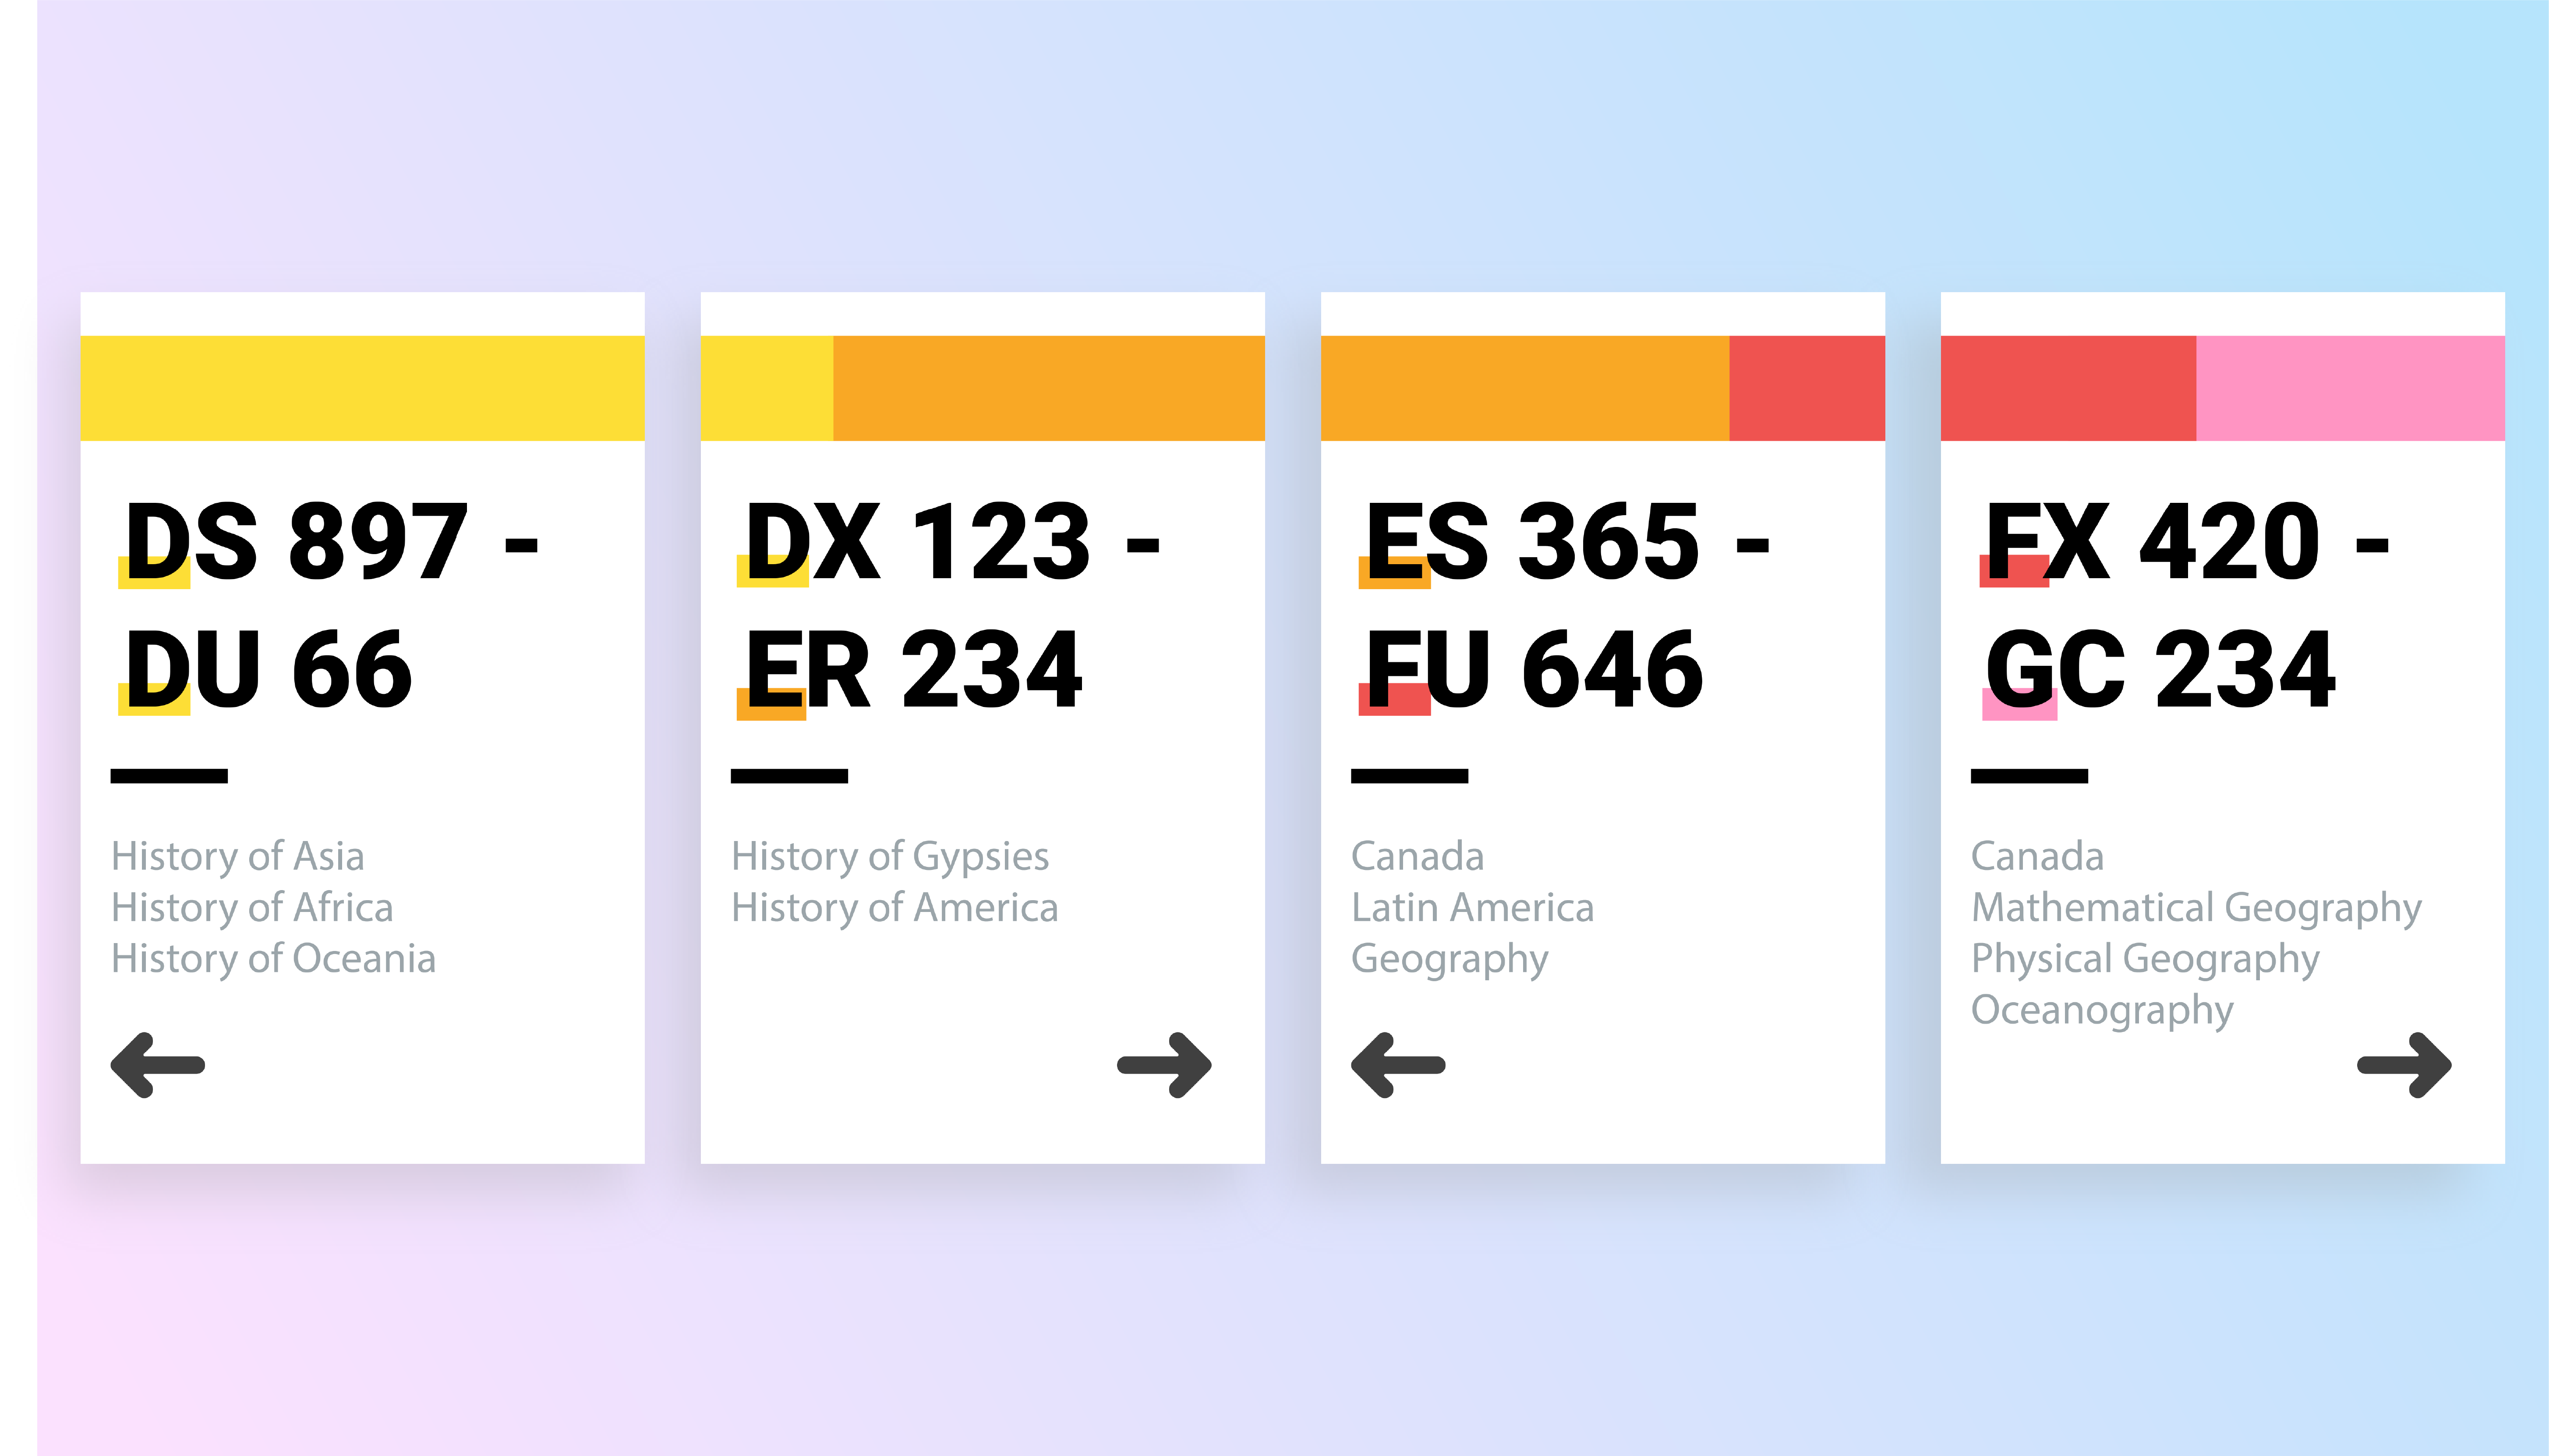 DS 897 -
DU 66
History of Asia
History of Africa
History of Oceania
DX 123 -
ER 234
History of Gypsies
History of America
ES 365 -
FU 646
Canada
Latin America
Geography
FX 420 -
GC 234
Canada
Mathematical Geography
Physical Geography
Oceanography